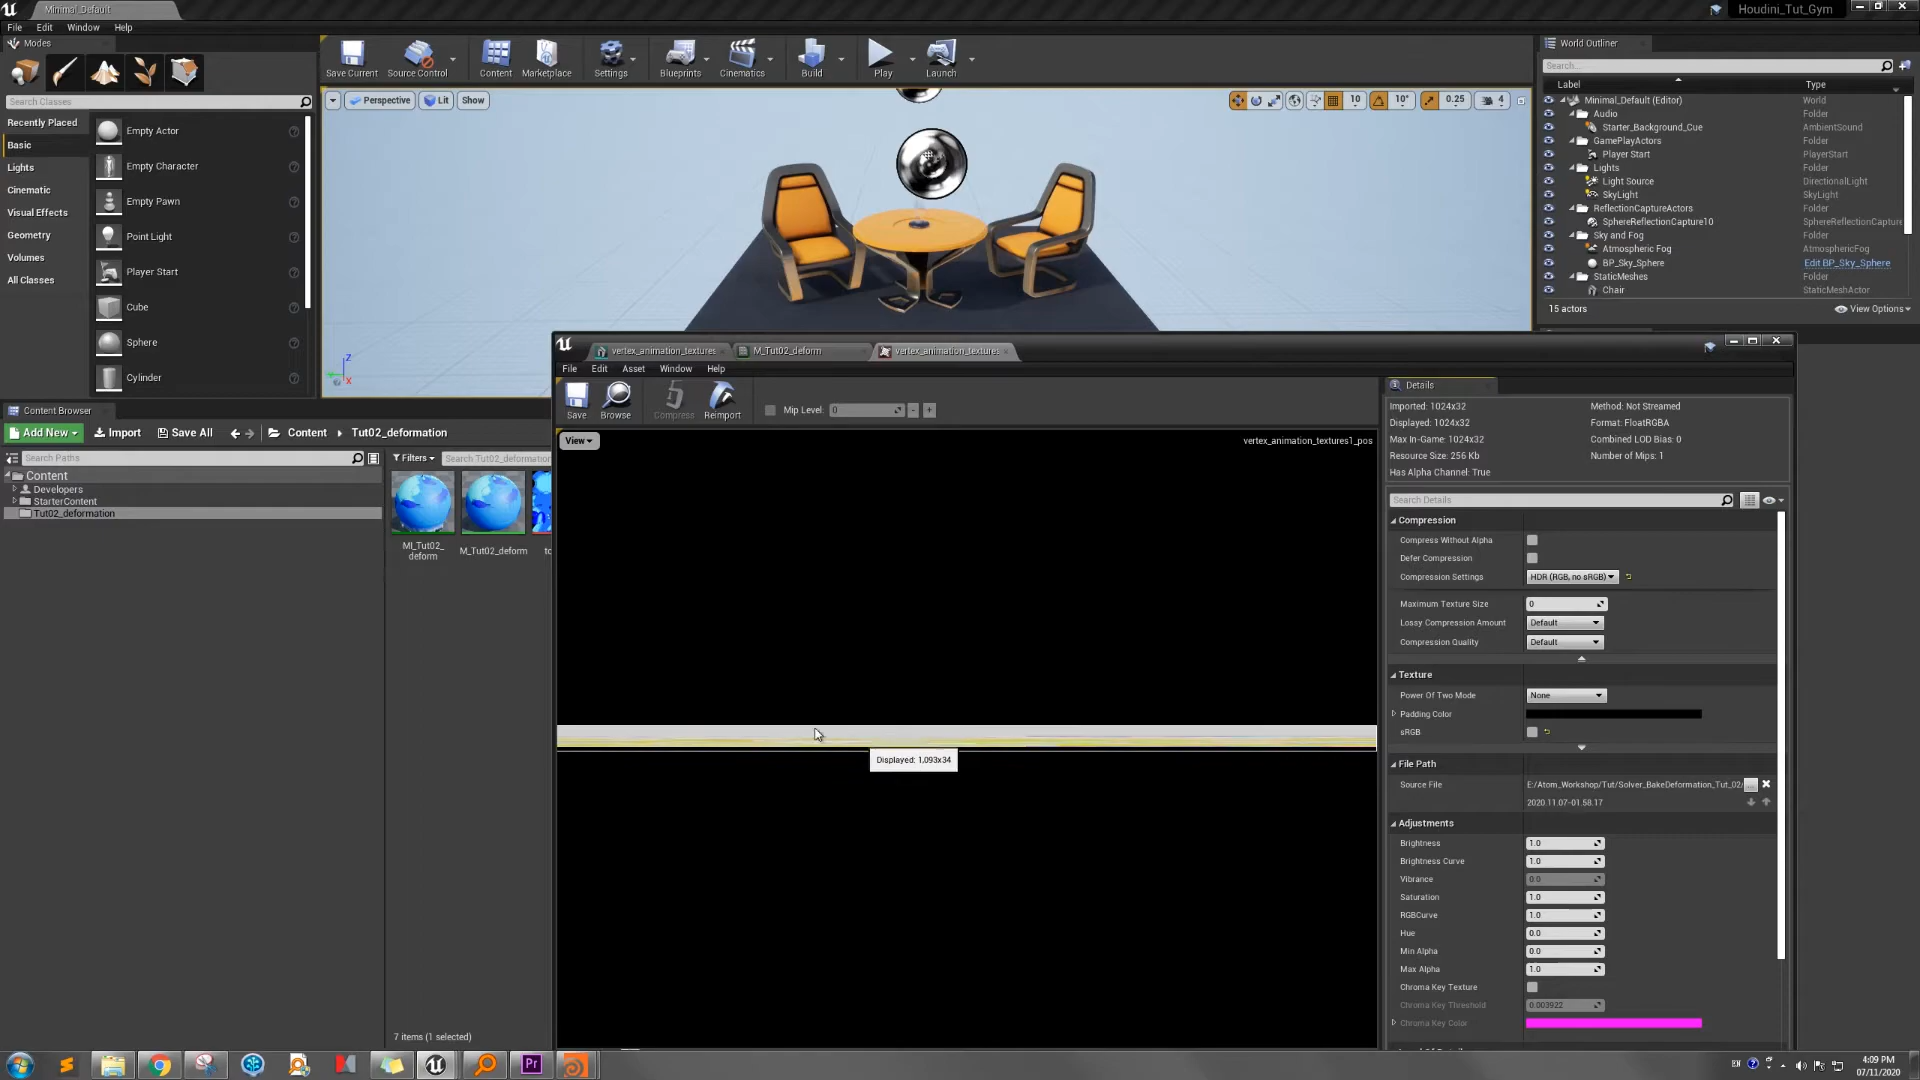 Minimal_Default
Houdini_Tut_Gym
File Edit Window Help
Modes
Search Classes
Recently Placed
Basic
Lights
Cinematic
Visual Effects
Geometry
Volumes
All Classes
Empty Actor
Empty Character
Empty Pawn
Point Light
Player Start
Cube
Sphere
Cylinder
Save Current
Source Control
Content
Marketplace
Settings
Blueprints
Cinematics
Build
Play
Launch
Perspective
Lit
Show
10
10°
0.25
4
Z
X
World Outliner
Search...
Label Type
Minimal_Default (Editor) World
Audio Folder
Starter_Background_Cue AmbientSound
GamePlayActors Folder
Player Start PlayerStart
Lights Folder
Light Source DirectionalLight
SkyLight SkyLight
ReflectionCaptureActors Folder
SphereReflectionCapture10 SphereReflectionCapture
Sky and Fog Folder
Atmospheric Fog AtmosphericFog
BP_Sky_Sphere Edit BP_Sky_Sphere
StaticMeshes Folder
Chair StaticMeshActor
15 actors View Options
Content Browser
Add New Import Save All Content Tut02_deformation
Search Paths
Content
Developers
StarterContent
Tut02_deformation
Filters Search Tut02_deformation
MI_Tut02_
deform
M_Tut02_deform
7 items (1 selected)
vertex_animation_textures
M_Tut02_deform
vertex_animation_textures
File Edit Asset Window Help
Save
Browse
Compress
Reimport
Mip Level: 0
- +
View
vertex_animation_textures1_pos
Displayed: 1,093x34
Details
Imported: 1024x32 Method: Not Streamed
Displayed: 1024x32 Format: FloatRGBA
Max In-Game: 1024x32 Combined LOD Bias: 0
Resource Size: 256 Kb Number of Mips: 1
Has Alpha Channel: True
Search Details
Compression
Compress Without Alpha
Defer Compression
Compression Settings HDR (RGB, no sRGB)
Maximum Texture Size 0
Lossy Compression Amount Default
Compression Quality Default
Texture
Power Of Two Mode None
Padding Color
sRGB
File Path
Source File E:/Atom_Workshop/Tut/Solver_BakeDeformation_Tut_02/
2020.11.07-01.58.17
Adjustments
Brightness 1.0
Brightness Curve 1.0
Vibrance 0.0
Saturation 1.0
RGBCurve 1.0
Hue 0.0
Min Alpha 0.0
Max Alpha 1.0
Chroma Key Texture
Chroma Key Threshold 0.003922
Chroma Key Color
Pr
4:09 PM
07/11/2020